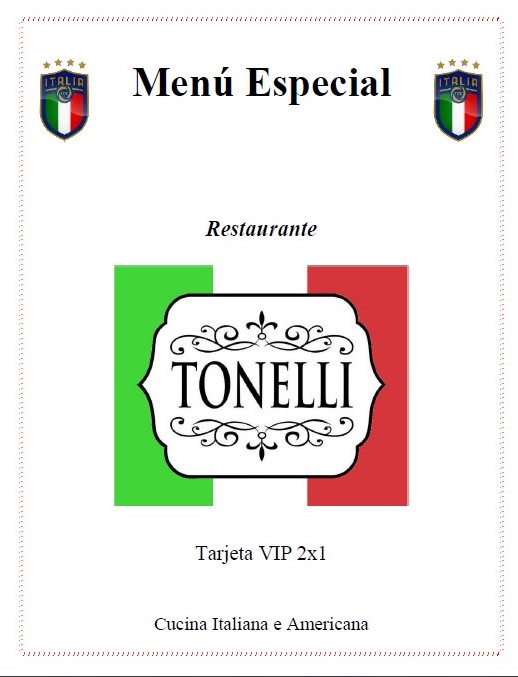 Menú Especial
ITALIA
ITALIA
Restaurante
TONELLI
Tarjeta VIP 2x1
Cucina Italiana e Americana